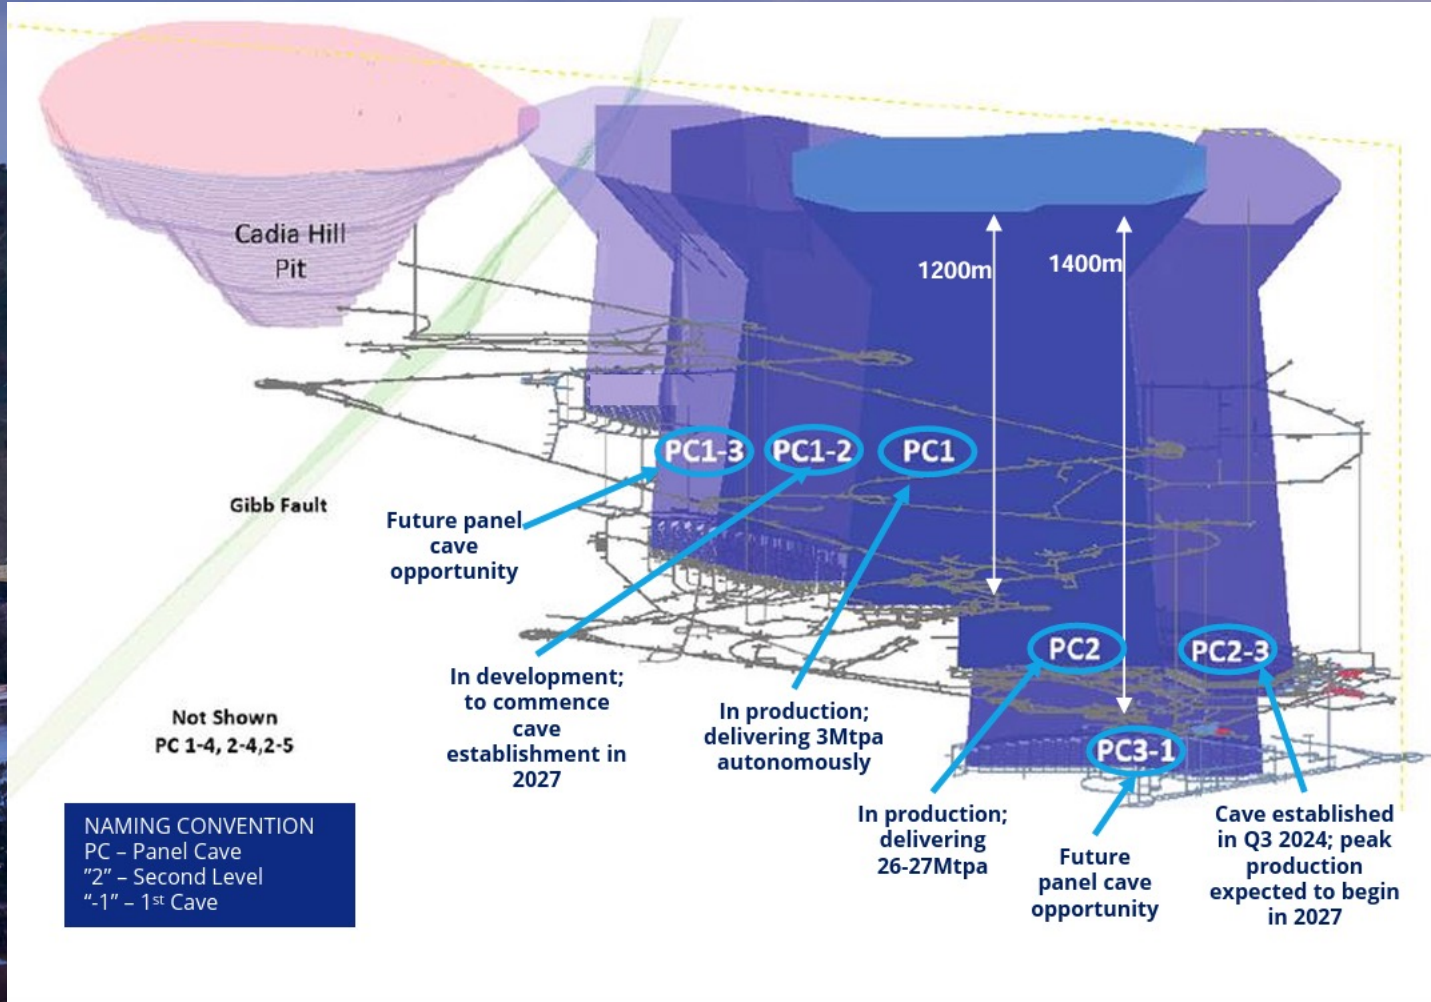 Cadia Hill
Pit
1200m
1400m
PC1-3
PC1-2
PC1
Gibb Fault
Future panel
cave
opportunity
PC2
PC2-3
In development;
to commence
cave
establishment in
2027
In production;
delivering 3Mtpa
autonomously
Not Shown
PC 1-4, 2-4,2-5
PC3-1
In production;
delivering
26-27Mtpa
Future
panel cave
opportunity
Cave established
in Q3 2024; peak
production
expected to begin
in 2027
NAMING CONVENTION
PC – Panel Cave
"2" – Second Level
"-1" – 1st Cave